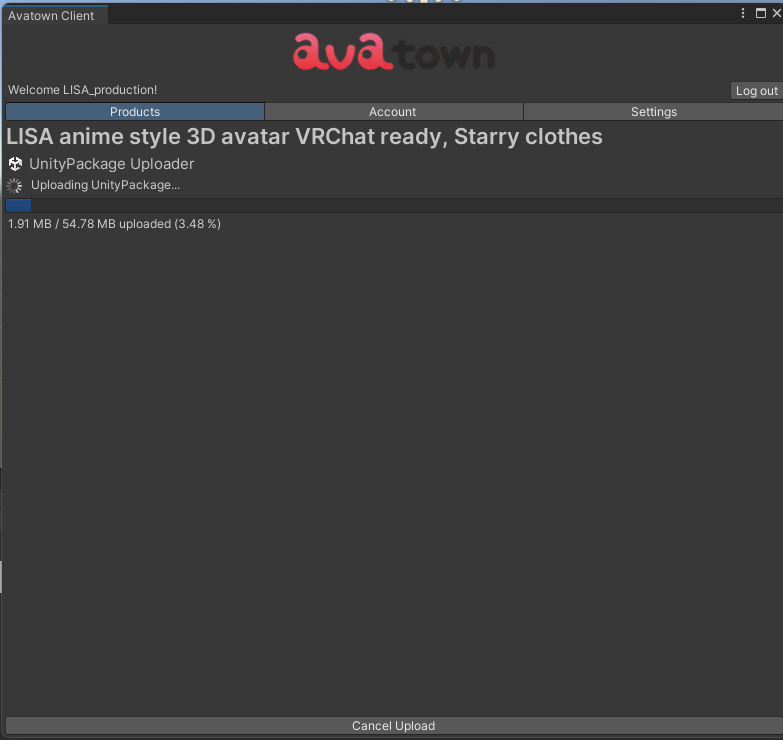 Avatown Client
avatown
Welcome LISA_production!
Log out
Products Account Settings
LISA anime style 3D avatar VRChat ready, Starry clothes
UnityPackage Uploader
Uploading UnityPackage...
1.91 MB / 54.78 MB uploaded (3.48 %)
Cancel Upload